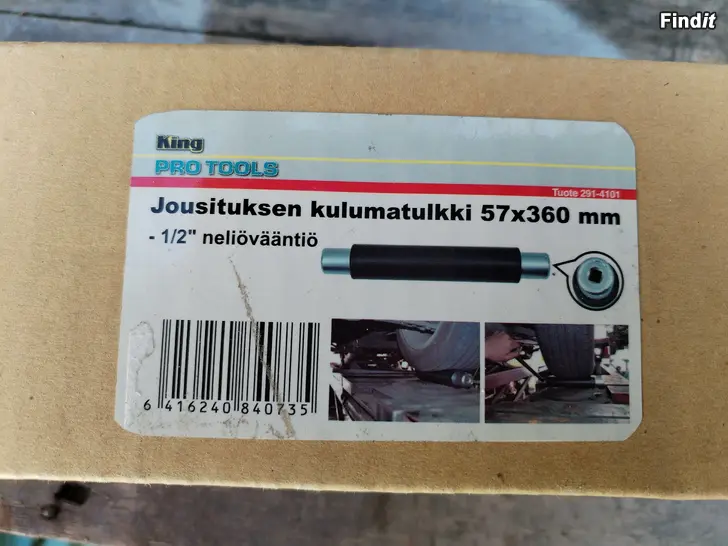 Findit
King
PRO TOOLS
Tuote 291-4101
Jousituksen kulumatulkki 57x360 mm
- 1/2" neliövääntiö
6 416240 840735